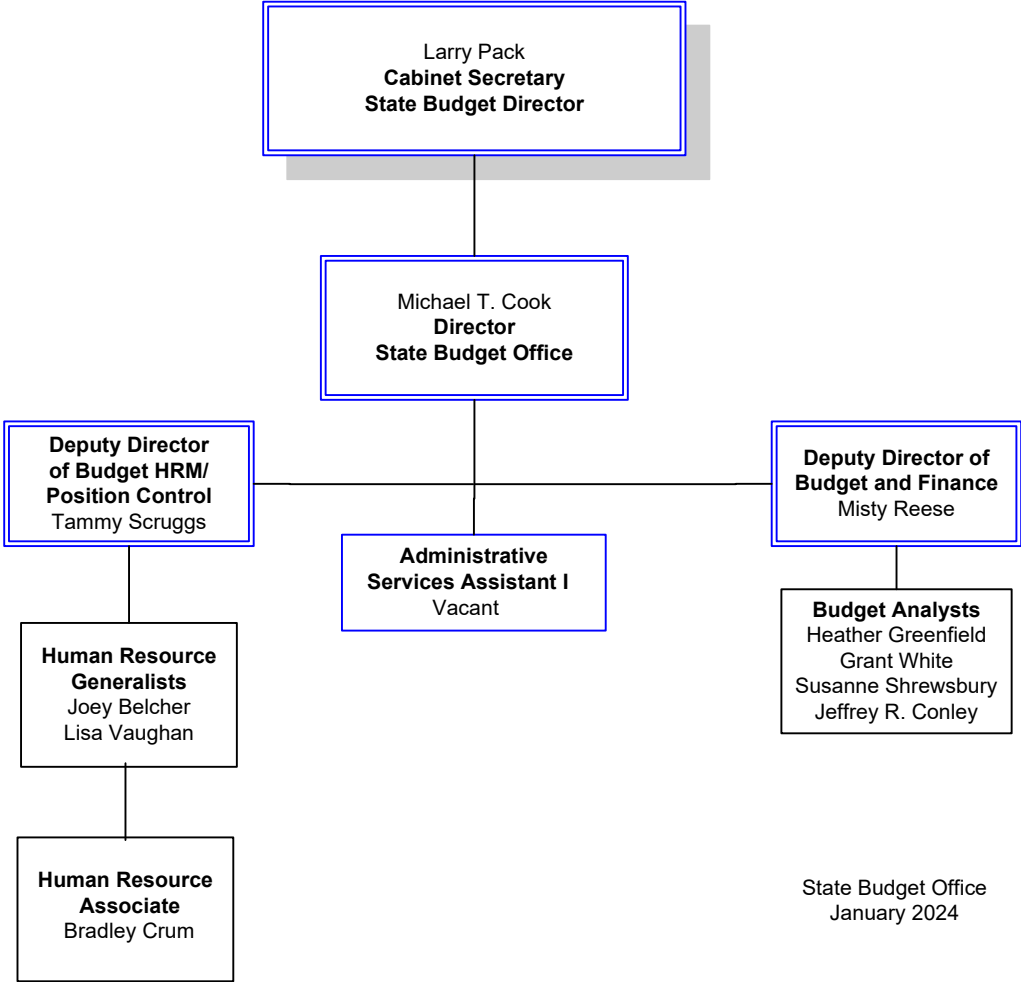 Larry Pack
Cabinet Secretary
State Budget Director
Michael T. Cook
Director
State Budget Office
Deputy Director
of Budget HRM/
Position Control
Tammy Scruggs
Administrative
Services Assistant I
Vacant
Deputy Director of
Budget and Finance
Misty Reese
Human Resource
Generalists
Joey Belcher
Lisa Vaughan
Budget Analysts
Heather Greenfield
Grant White
Susanne Shrewsbury
Jeffrey R. Conley
Human Resource
Associate
Bradley Crum
State Budget Office
January 2024